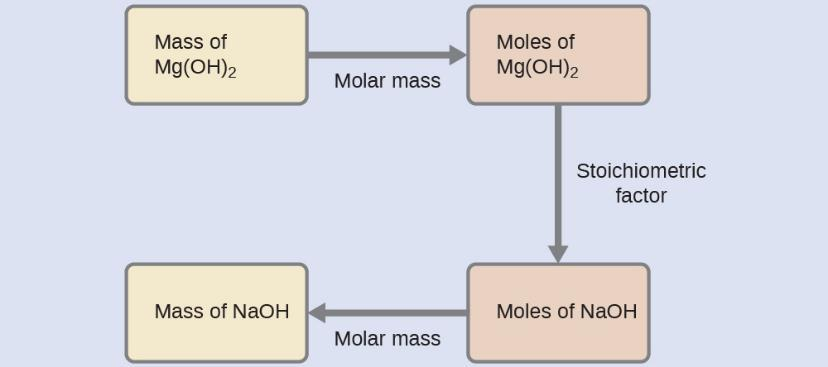 Mass of
Mg(OH)₂
Molar mass
Moles of
Mg(OH)₂
Stoichiometric
factor
Moles of NaOH
Molar mass
Mass of NaOH